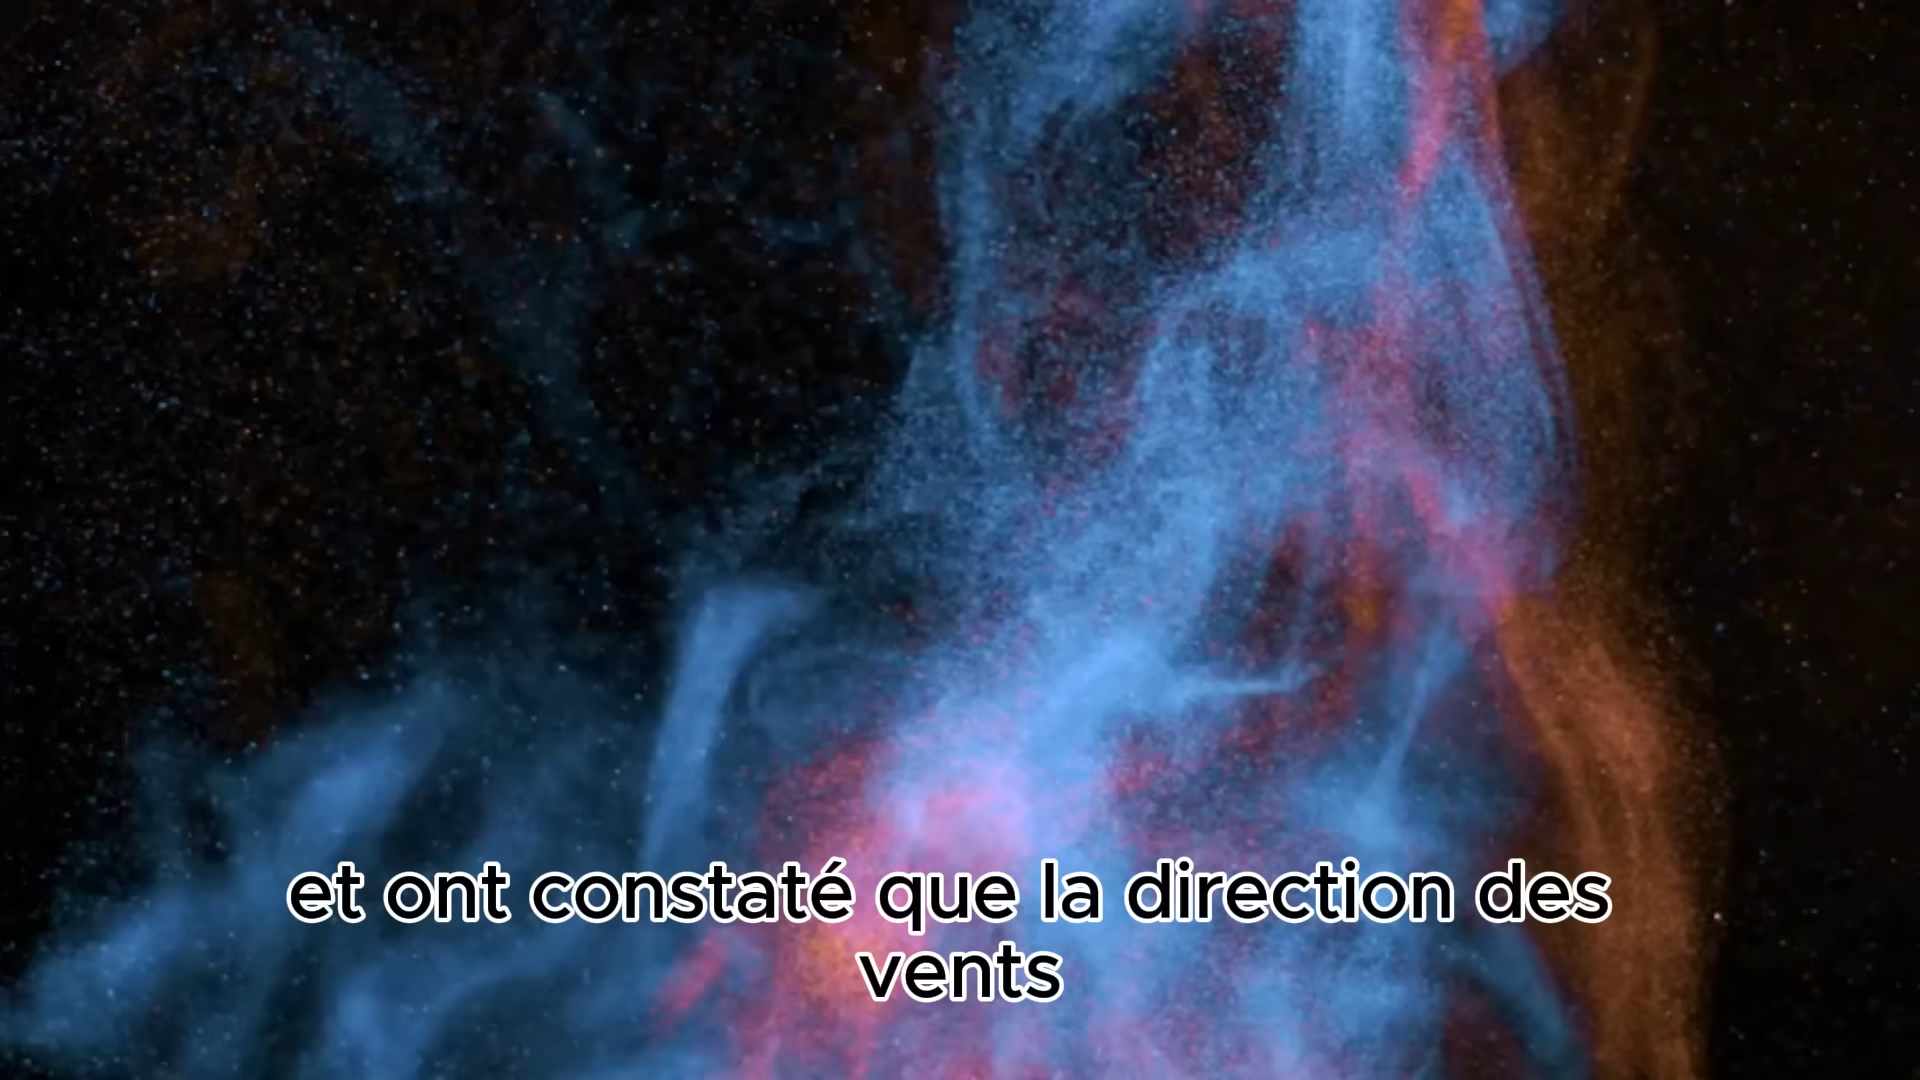 et ont constaté que la direction des
vents